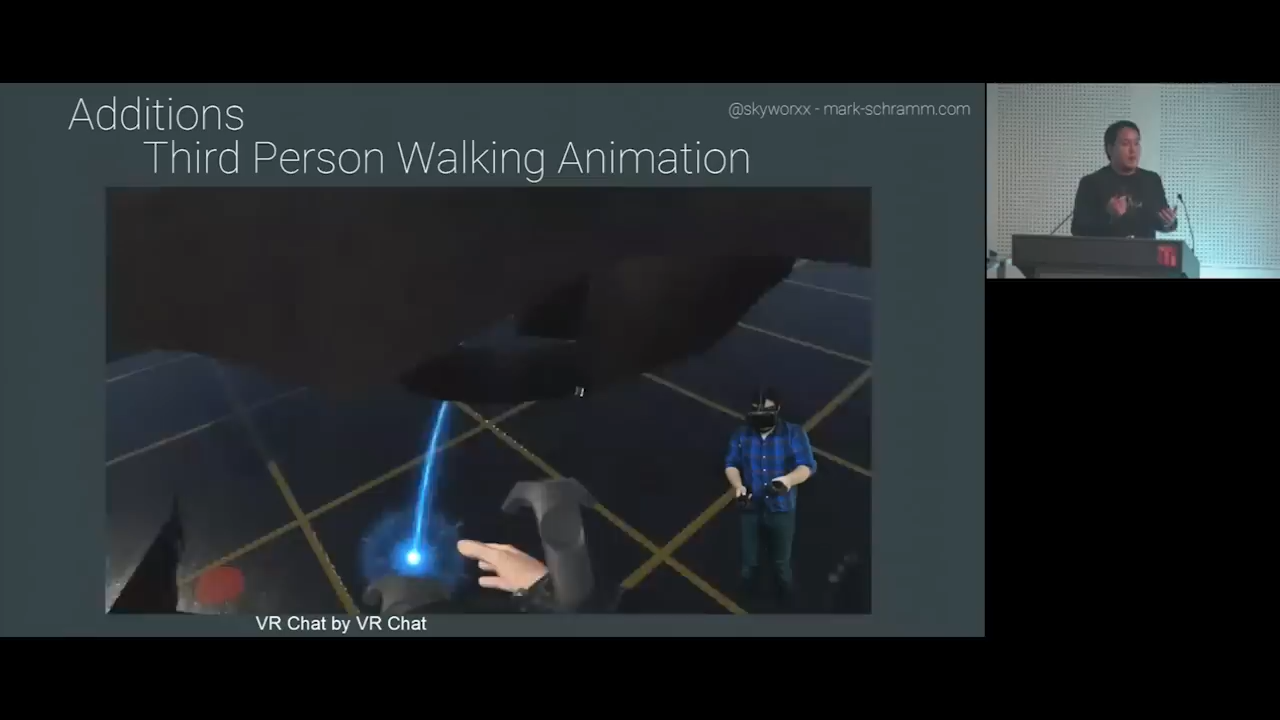 Additions
@skyworxx - mark-schramm.com
Third Person Walking Animation
VR Chat by VR Chat